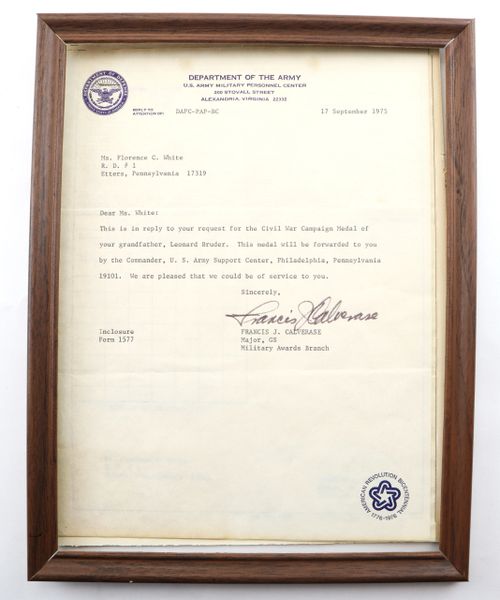 DEPARTMENT OF THE ARMY
U.S. ARMY MILITARY PERSONNEL CENTER
200 STOVALL STREET
ALEXANDRIA, VIRGINIA 22332
REPLY TO
ATTENTION OF:
DAPC-PAP-BC
17 September 1975
Ms. Florence C. White
R. D. # 1
Etters, Pennsylvania 17319
Dear Ms. White:
This is in reply to your request for the Civil War Campaign Medal of
your grandfather, Leonard Bruder. This medal will be forwarded to you
by the Commander, U. S. Army Support Center, Philadelphia, Pennsylvania
19101. We are pleased that we could be of service to you.
Sincerely,
Francis J Calverase
Inclosure
Form 1577
FRANCIS J. CALVERASE
Major, GS
Military Awards Branch
AMERICAN REVOLUTION BICENTENNIAL
1776-1976